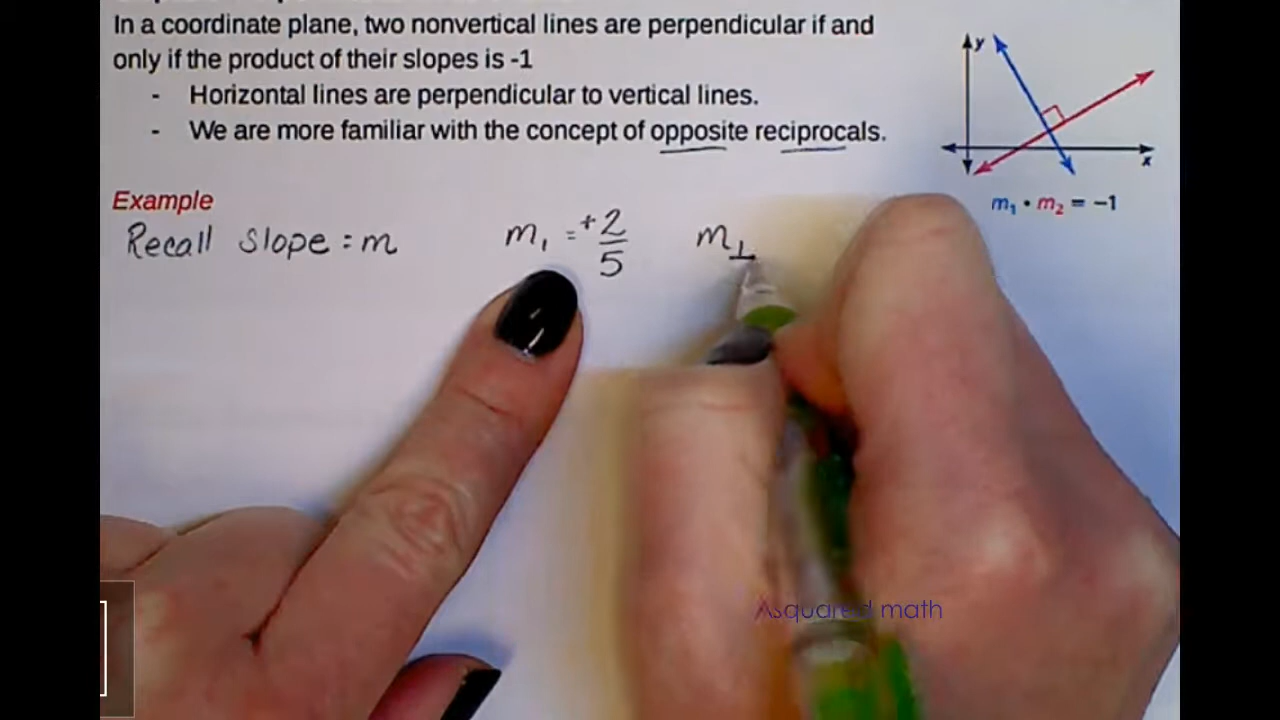 In a coordinate plane, two nonvertical lines are perpendicular if and
only if the product of their slopes is -1
- Horizontal lines are perpendicular to vertical lines.
- We are more familiar with the concept of opposite reciprocals.
y
x
m₁ • m₂ = −1
Example
Recall slope = m m₁ = +2/5 m⊥
Asquared math